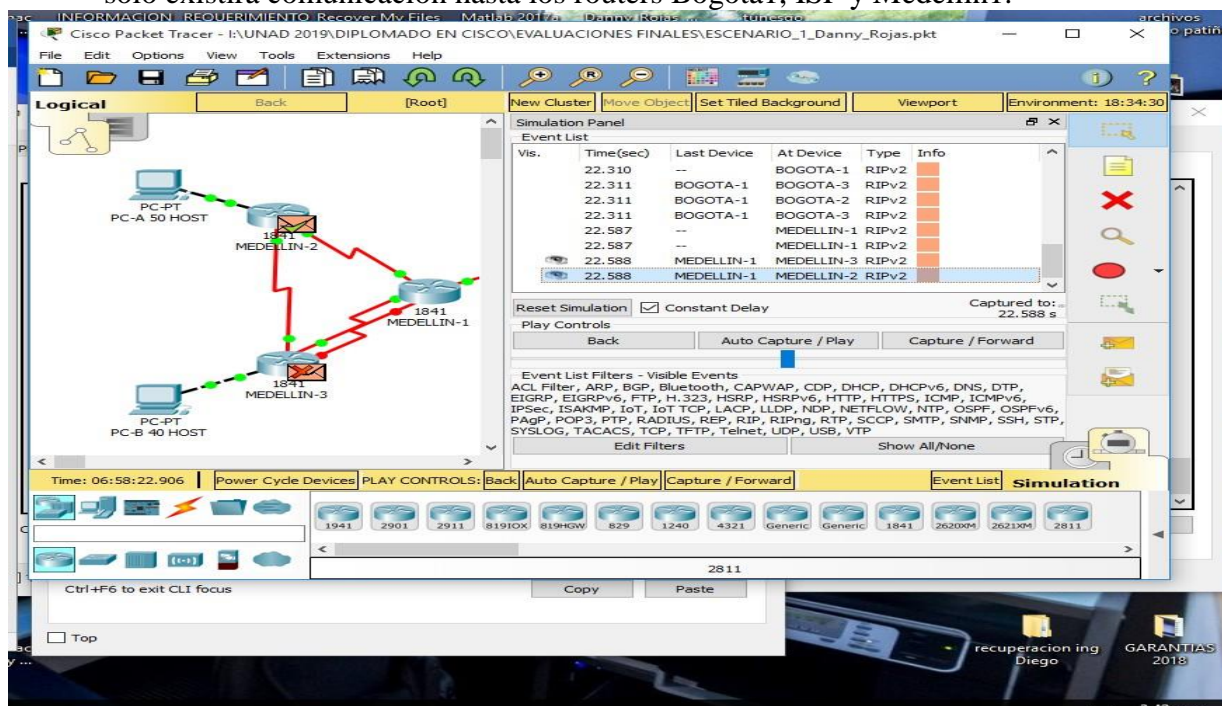 solo existirá comunicación hasta los routers Bogotá1, ISP y Medellín1.
INFORMACION REQUERIMIENTO Recover My Files Matlab 2017a Danny Rojas archivos
Cisco Packet Tracer - I:\UNAD 2019\DIPLOMADO EN CISCO\EVALUACIONES FINALES\ESCENARIO_1_Danny_Rojas.pkt
File Edit Options View Tools Extensions Help
Logical Back [Root] New Cluster Move Object Set Tiled Background Viewport Environment: 18:34:30
Simulation Panel
Event List
Vis. Time(sec) Last Device At Device Type Info
22.310 -- BOGOTA-1 RIPv2
22.311 BOGOTA-1 BOGOTA-3 RIPv2
22.311 BOGOTA-1 BOGOTA-2 RIPv2
22.311 BOGOTA-1 BOGOTA-3 RIPv2
22.587 -- MEDELLIN-1 RIPv2
22.587 -- MEDELLIN-1 RIPv2
22.588 MEDELLIN-1 MEDELLIN-3 RIPv2
22.588 MEDELLIN-1 MEDELLIN-2 RIPv2
Reset Simulation Constant Delay Captured to:
22.588 s
Play Controls
Back Auto Capture / Play Capture / Forward
Event List Filters - Visible Events
ACL Filter, ARP, BGP, Bluetooth, CAPWAP, CDP, DHCP, DHCPv6, DNS, DTP,
EIGRP, EIGRPv6, FTP, H.323, HSRP, HSRPv6, HTTP, HTTPS, ICMP, ICMPv6,
IPSec, ISAKMP, IoT, IoT TCP, LACP, LLDP, NDP, NETFLOW, NTP, OSPF, OSPFv6,
PAgP, POP3, PTP, RADIUS, REP, RIP, RIPng, RTP, SCCP, SMTP, SNMP, SSH, STP,
SYSLOG, TACACS, TCP, TFTP, Telnet, UDP, USB, VTP
Edit Filters Show All/None
PC-PT
PC-A 50 HOST
1841
MEDELLIN-2
1841
MEDELLIN-1
1841
MEDELLIN-3
PC-PT
PC-B 40 HOST
Time: 06:58:22.906 Power Cycle Devices PLAY CONTROLS: Back Auto Capture / Play Capture / Forward Event List Simulation
1941 2901 2911 819IOX 819HGW 829 1240 4321 Generic Generic 1841 2620XM 2621XM 2811
2811
Ctrl+F6 to exit CLI focus Copy Paste
Top
recuperacion ing
Diego
GARANTIAS
2018